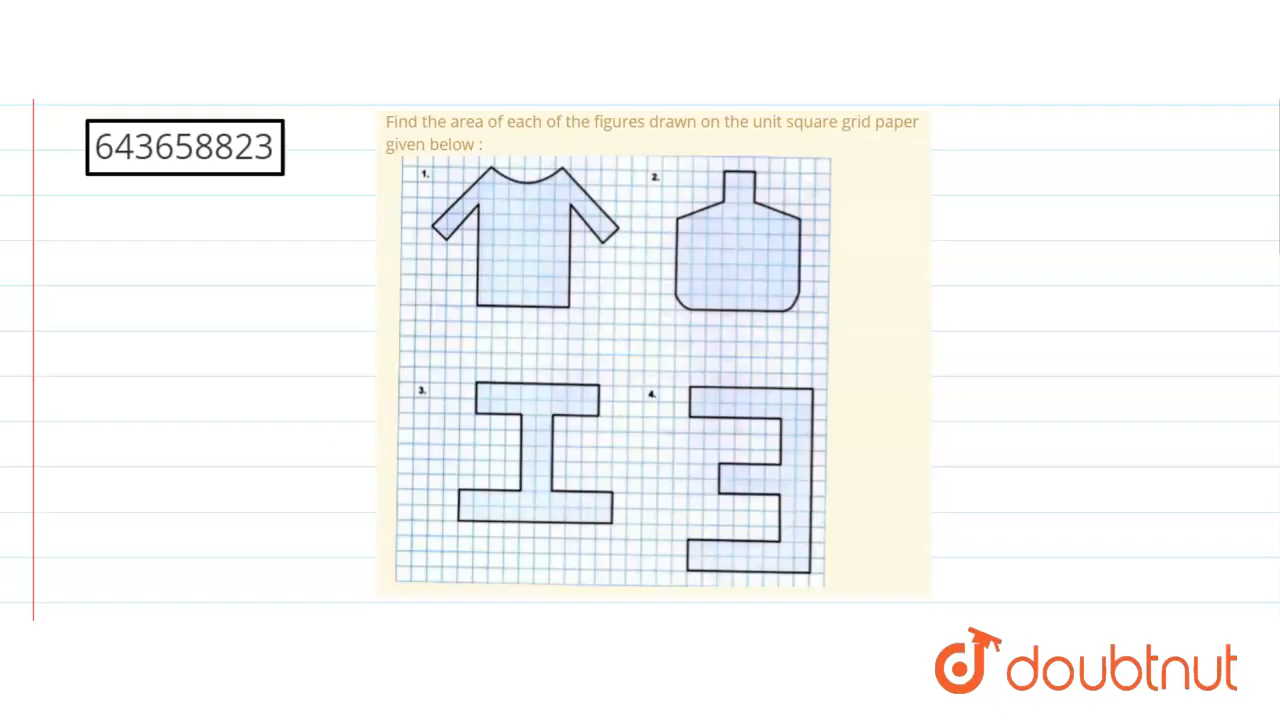 643658823
Find the area of each of the figures drawn on the unit square grid paper
given below :
1.
2.
3.
4.
doubtnut